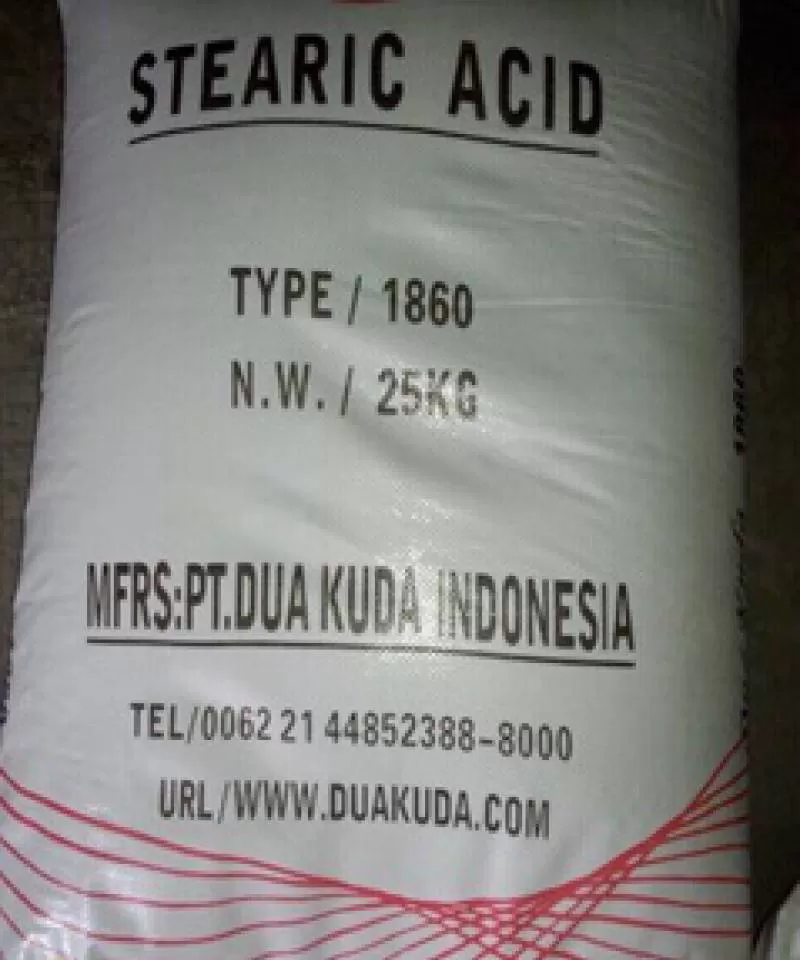 STEARIC ACID
TYPE / 1860
N.W. / 25KG
MFRS:PT.DUA KUDA INDONESIA
TEL/0062 21 44852388-8000
URL/WWW.DUAKUDA.COM
1860